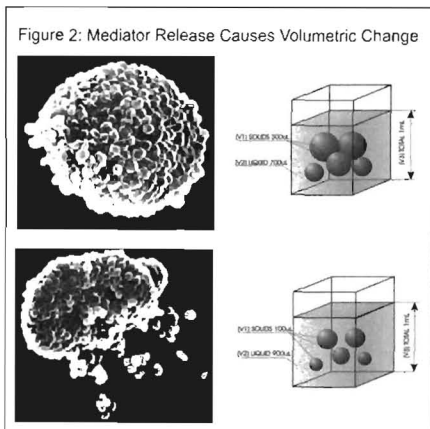 Figure 2: Mediator Release Causes Volumetric Change
(V1) SOLIDS 300uL
(V2) LIQUID 700uL
(V3) TOTAL 1mL
(V1) SOLIDS 100uL
(V2) LIQUID 900uL
(V3) TOTAL 1mL